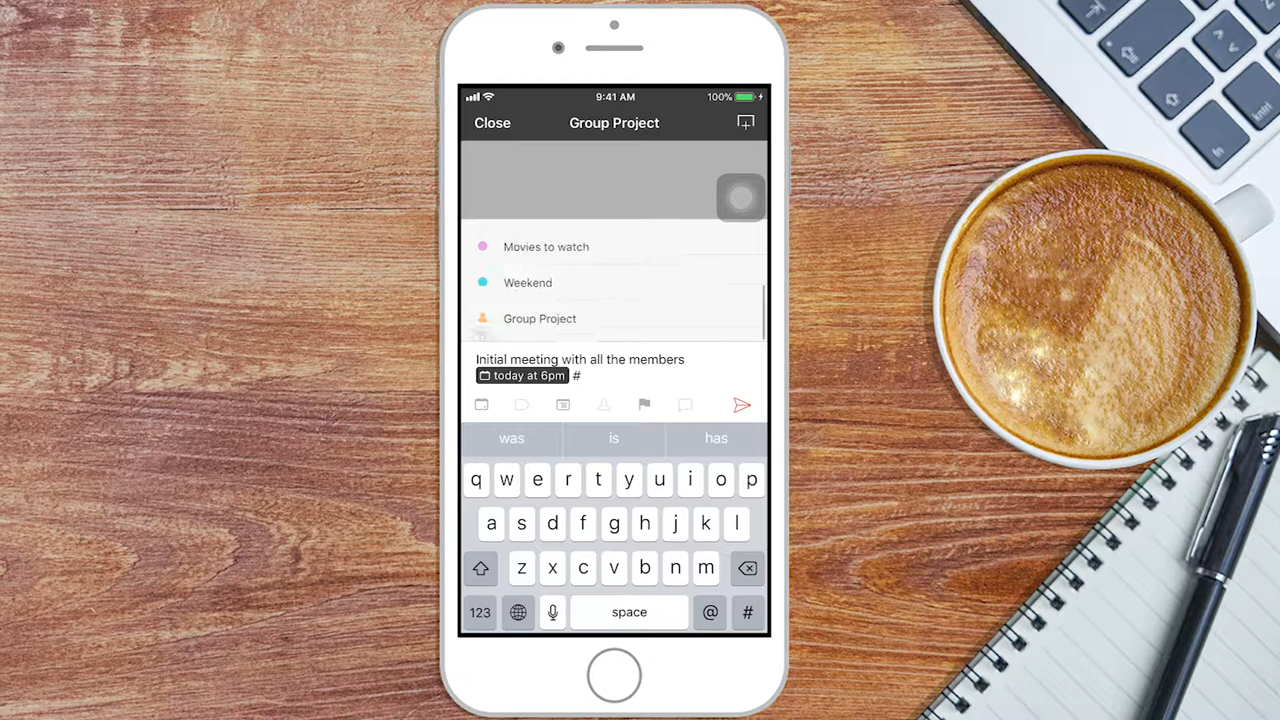 9:41 AM 100%
Close Group Project
Movies to watch
Weekend
Group Project
Initial meeting with all the members
today at 6pm #
was is has
q w e r t y u i o p
a s d f g h j k l
z x c v b n m
123 space @ #